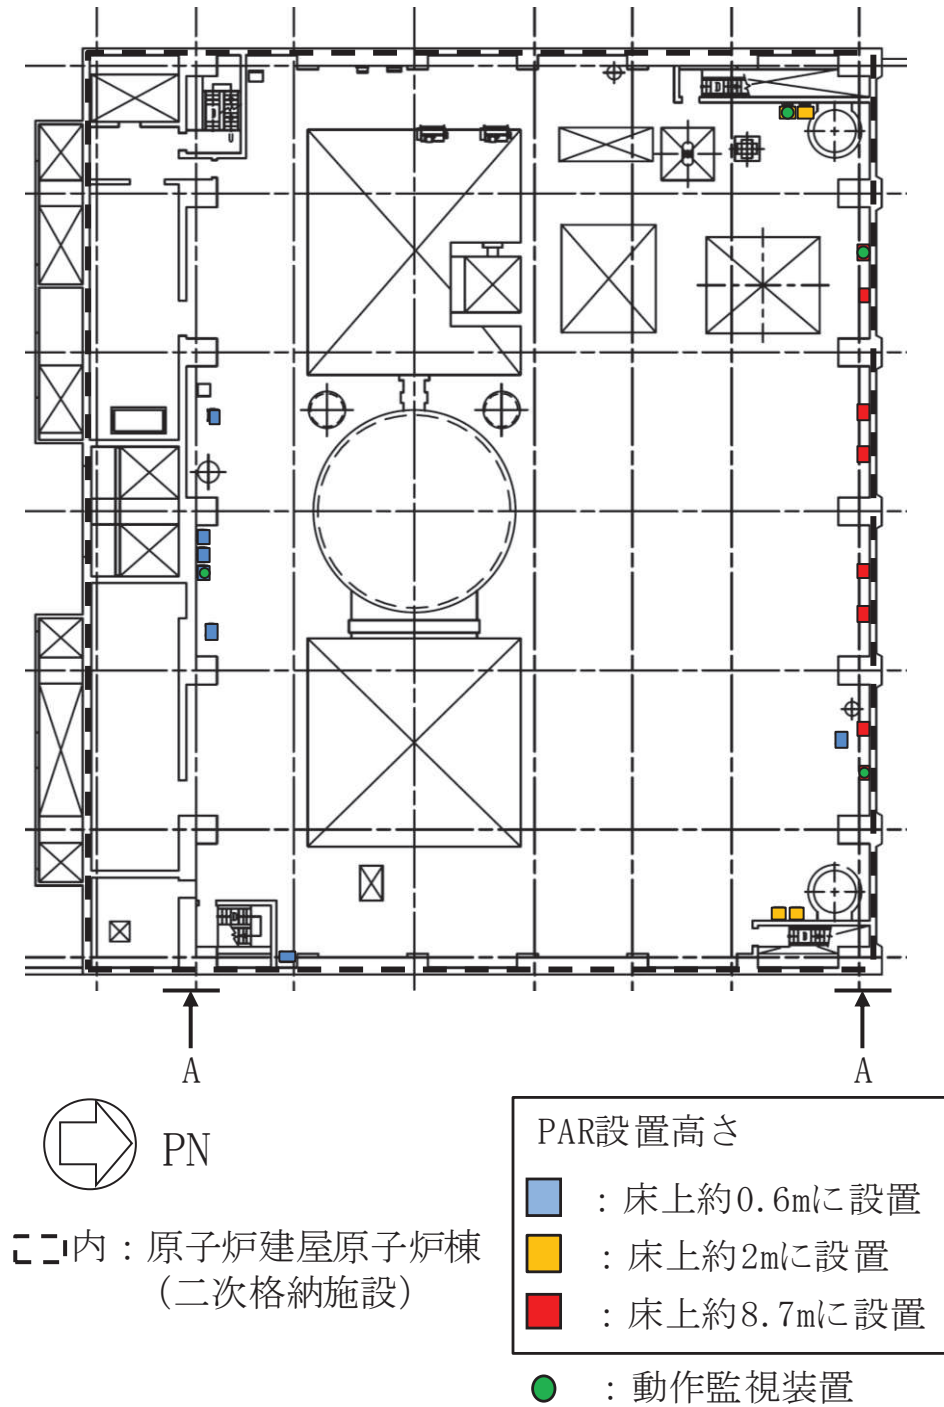 A
A
PN
内：原子炉建屋原子炉棟
（二次格納施設）
PAR設置高さ
：床上約0.6mに設置
：床上約2mに設置
：床上約8.7mに設置
：動作監視装置